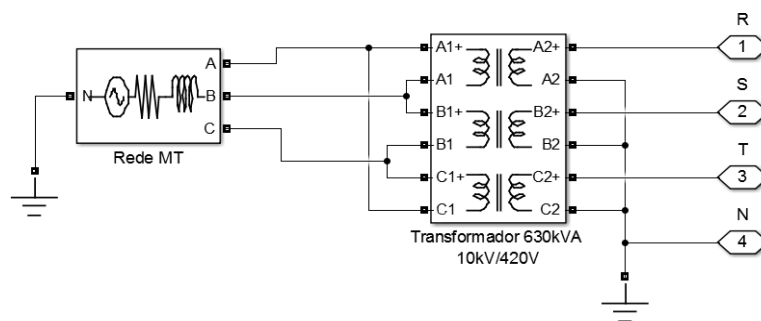 R
A
A1+
A2+
1
A1
A2
S
N
B
B1+
B2+
2
C
B1
B2
T
Rede MT
C1+
C2+
3
C1
C2
N
Transformador 630kVA
10kV/420V
4